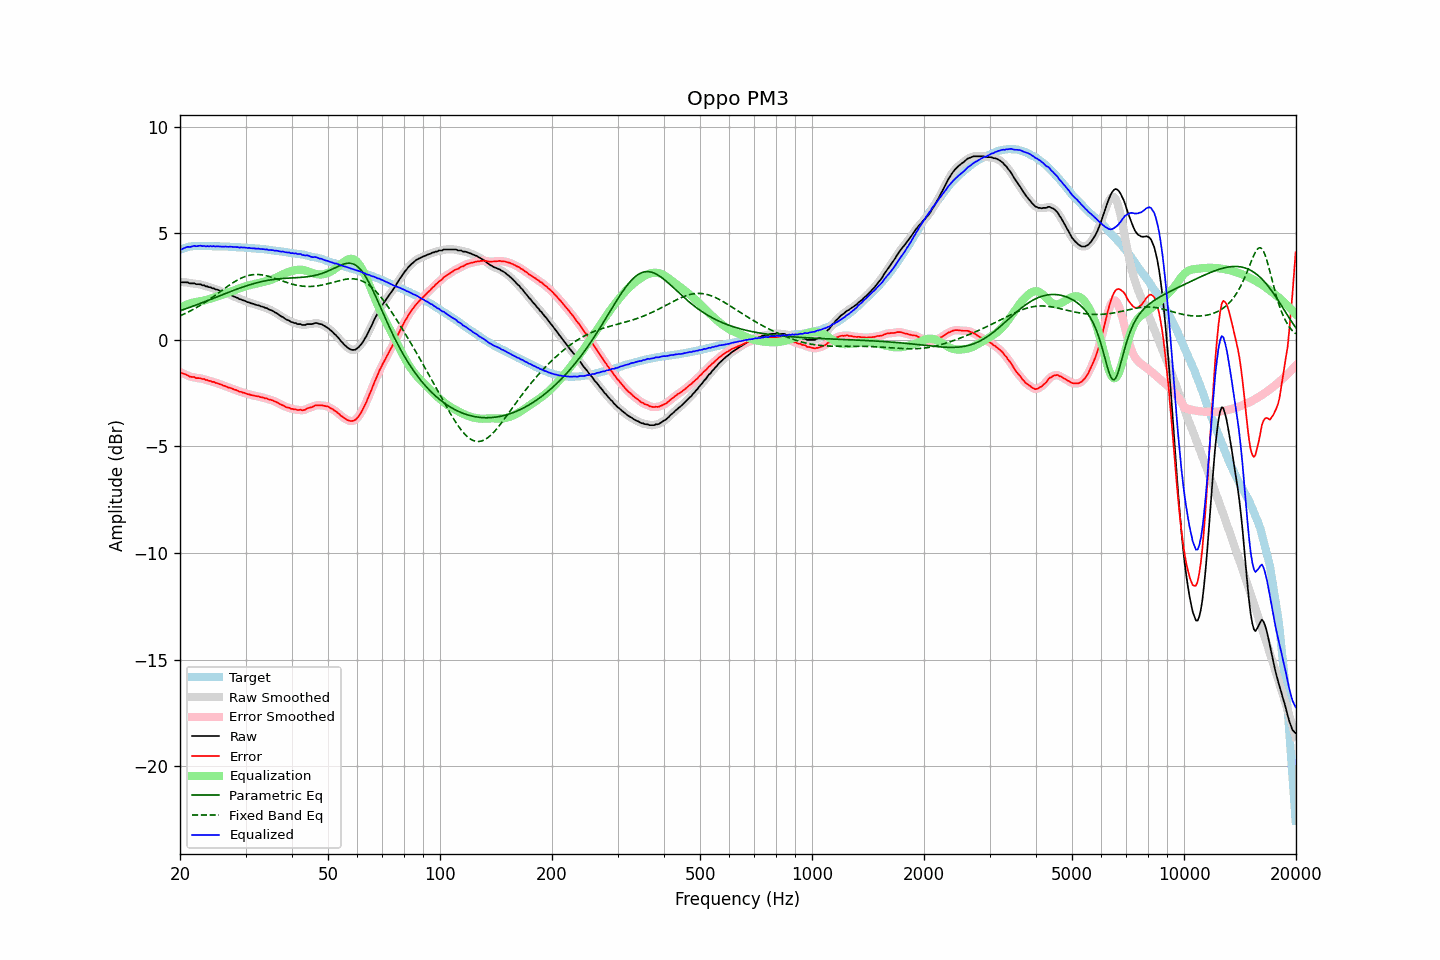 Oppo PM3
Amplitude (dBr)
10
5
0
−5
−10
−15
−20
Target
Raw Smoothed
Error Smoothed
Raw
Error
Equalization
Parametric Eq
Fixed Band Eq
Equalized
20 50 100 200 500 1000 2000 5000 10000 20000
Frequency (Hz)